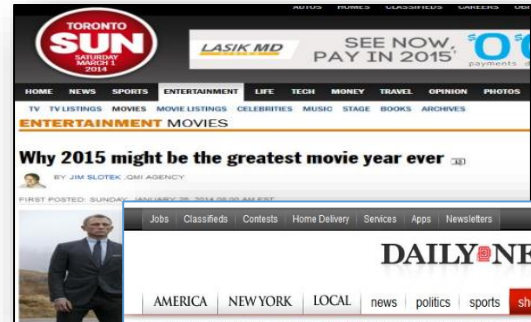 AUTOS HOMES CLASSIFIEDS CAREERS
TORONTO
SUN
SATURDAY
MARCH 1
2014
LASIK MD
SEE NOW,
PAY IN 2015
payments
HOME NEWS SPORTS ENTERTAINMENT LIFE TECH MONEY TRAVEL OPINION PHOTOS
TV TV LISTINGS MOVIES MOVIE LISTINGS CELEBRITIES MUSIC STAGE BOOKS ARCHIVES
ENTERTAINMENT MOVIES
Why 2015 might be the greatest movie year ever
BY JIM SLOTEK ,QMI AGENCY
FIRST POSTED: SUNDAY,
Jobs Classifieds Contests Home Delivery Services Apps Newsletters
DAILY NE
AMERICA NEW YORK LOCAL news politics sports sh